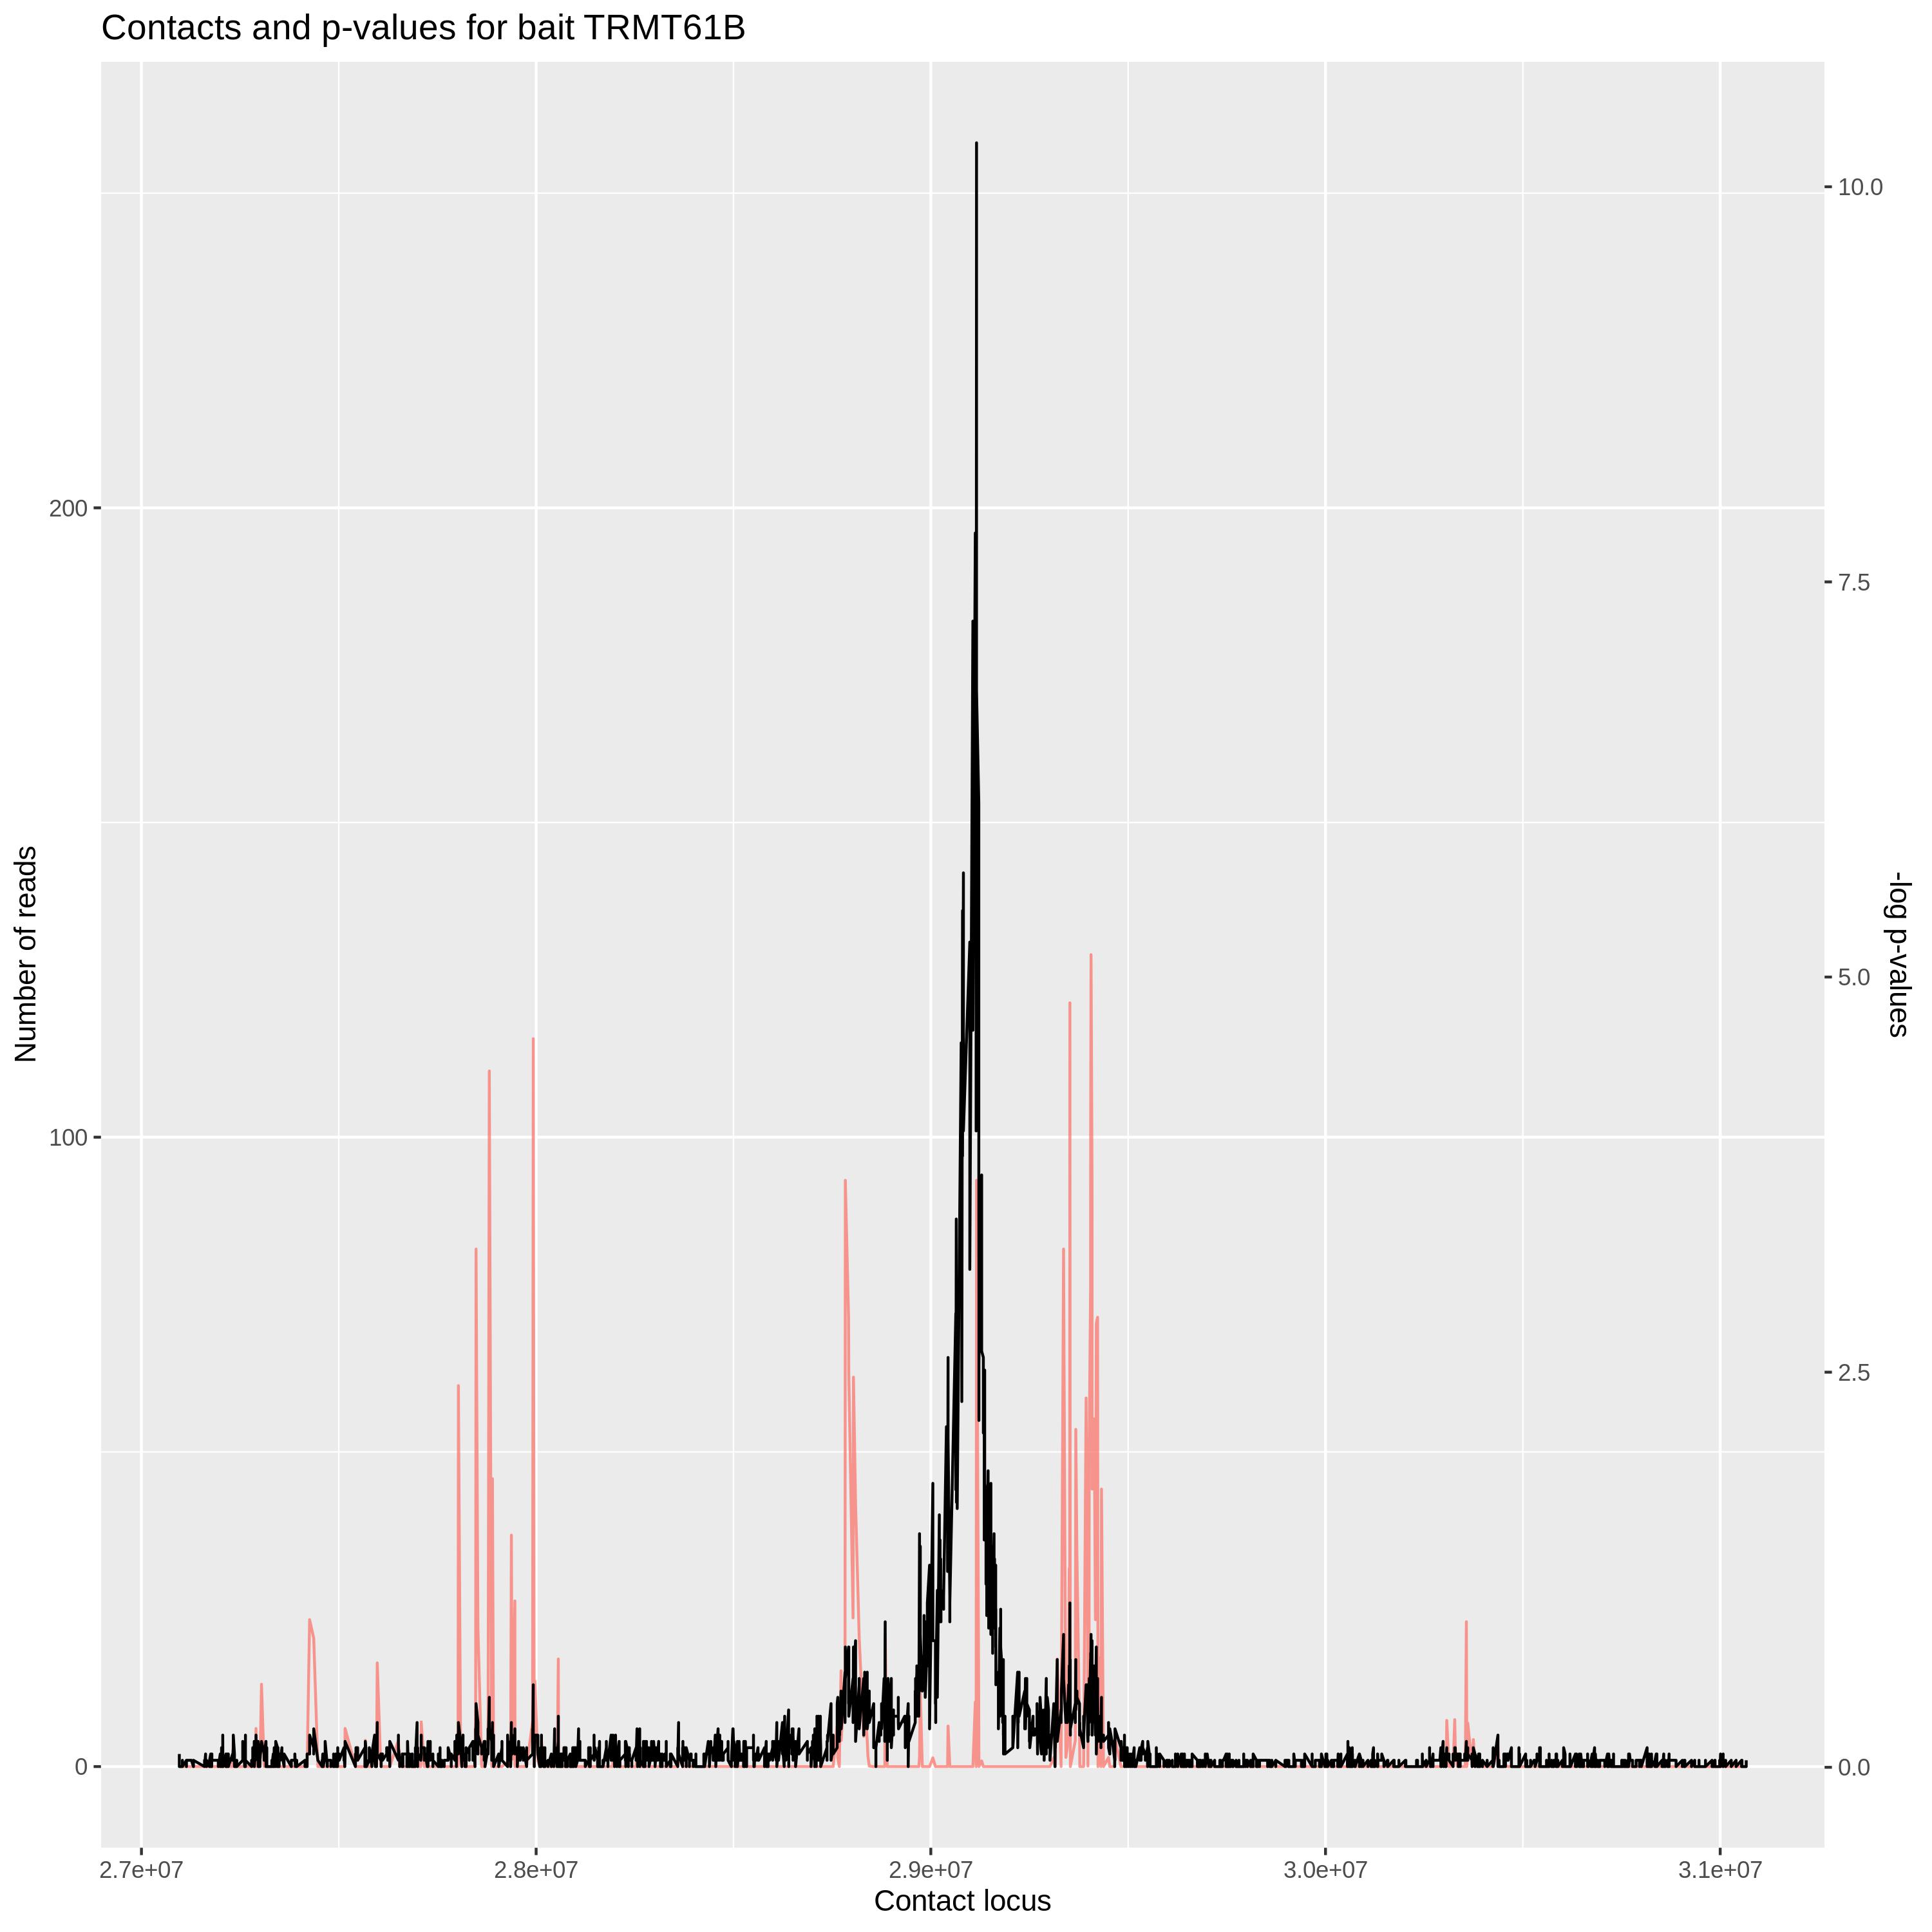 Contacts and p-values for bait TRMT61B
10.0
200
7.5
Number of reads
-log p-values
5.0
100
2.5
0
0.0
2.7e+07 2.8e+07 2.9e+07 3.0e+07 3.1e+07
Contact locus